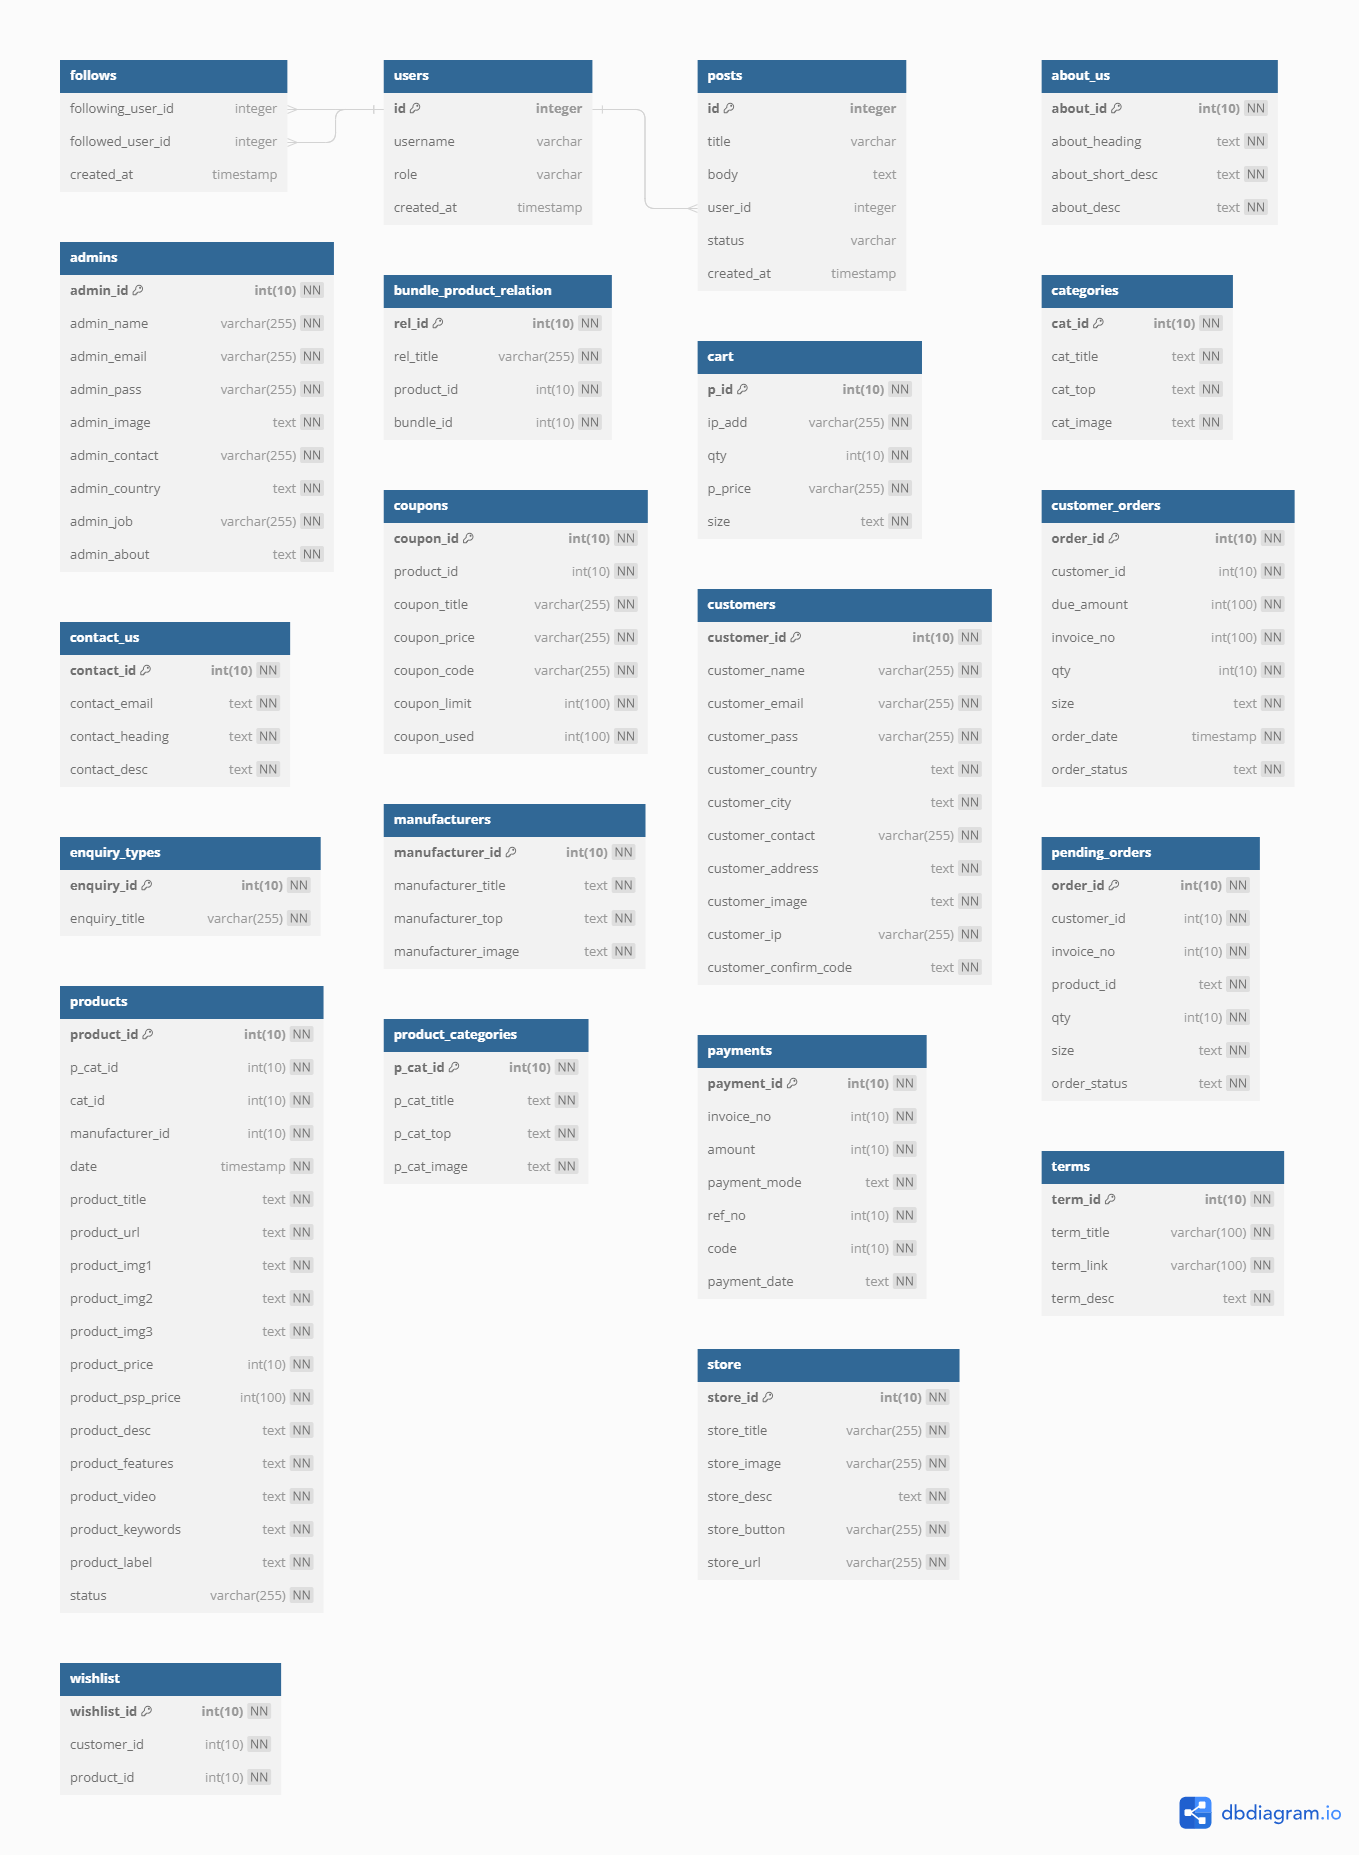 follows
following_user_id integer
followed_user_id integer
created_at timestamp
users
id integer
username varchar
role varchar
created_at timestamp
posts
id integer
title varchar
body text
user_id integer
status varchar
created_at timestamp
about_us
about_id int(10) NN
about_heading text NN
about_short_desc text NN
about_desc text NN
admins
admin_id int(10) NN
admin_name varchar(255) NN
admin_email varchar(255) NN
admin_pass varchar(255) NN
admin_image text NN
admin_contact varchar(255) NN
admin_country text NN
admin_job varchar(255) NN
admin_about text NN
bundle_product_relation
rel_id int(10) NN
rel_title varchar(255) NN
product_id int(10) NN
bundle_id int(10) NN
cart
p_id int(10) NN
ip_add varchar(255) NN
qty int(10) NN
p_price varchar(255) NN
size text NN
categories
cat_id int(10) NN
cat_title text NN
cat_top text NN
cat_image text NN
contact_us
contact_id int(10) NN
contact_email text NN
contact_heading text NN
contact_desc text NN
coupons
coupon_id int(10) NN
product_id int(10) NN
coupon_title varchar(255) NN
coupon_price varchar(255) NN
coupon_code varchar(255) NN
coupon_limit int(100) NN
coupon_used int(100) NN
customers
customer_id int(10) NN
customer_name varchar(255) NN
customer_email varchar(255) NN
customer_pass varchar(255) NN
customer_country text NN
customer_city text NN
customer_contact varchar(255) NN
customer_address text NN
customer_image text NN
customer_ip varchar(255) NN
customer_confirm_code text NN
customer_orders
order_id int(10) NN
customer_id int(10) NN
due_amount int(100) NN
invoice_no int(100) NN
qty int(10) NN
size text NN
order_date timestamp NN
order_status text NN
enquiry_types
enquiry_id int(10) NN
enquiry_title varchar(255) NN
manufacturers
manufacturer_id int(10) NN
manufacturer_title text NN
manufacturer_top text NN
manufacturer_image text NN
payments
payment_id int(10) NN
invoice_no int(10) NN
amount int(10) NN
payment_mode text NN
ref_no int(10) NN
code int(10) NN
payment_date text NN
pending_orders
order_id int(10) NN
customer_id int(10) NN
invoice_no int(10) NN
product_id text NN
qty int(10) NN
size text NN
order_status text NN
products
product_id int(10) NN
p_cat_id int(10) NN
cat_id int(10) NN
manufacturer_id int(10) NN
date timestamp NN
product_title text NN
product_url text NN
product_img1 text NN
product_img2 text NN
product_img3 text NN
product_price int(10) NN
product_psp_price int(100) NN
product_desc text NN
product_features text NN
product_video text NN
product_keywords text NN
product_label text NN
status varchar(255) NN
product_categories
p_cat_id int(10) NN
p_cat_title text NN
p_cat_top text NN
p_cat_image text NN
store
store_id int(10) NN
store_title varchar(255) NN
store_image varchar(255) NN
store_desc text NN
store_button varchar(255) NN
store_url varchar(255) NN
terms
term_id int(10) NN
term_title varchar(100) NN
term_link varchar(100) NN
term_desc text NN
wishlist
wishlist_id int(10) NN
customer_id int(10) NN
product_id int(10) NN
dbdiagram.io